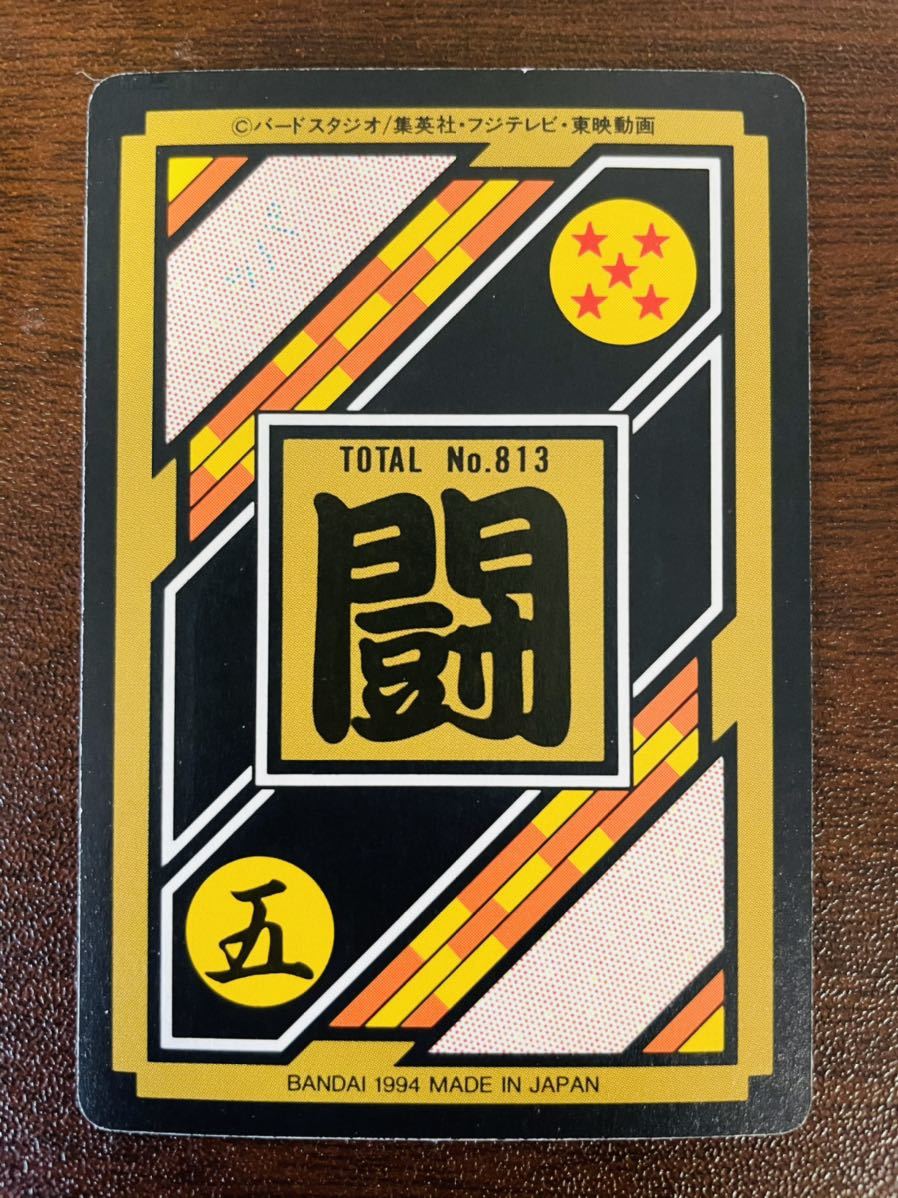 ©バードスタジオ/集英社・フジテレビ・東映動画
TOTAL No.813
闘
五
BANDAI 1994 MADE IN JAPAN